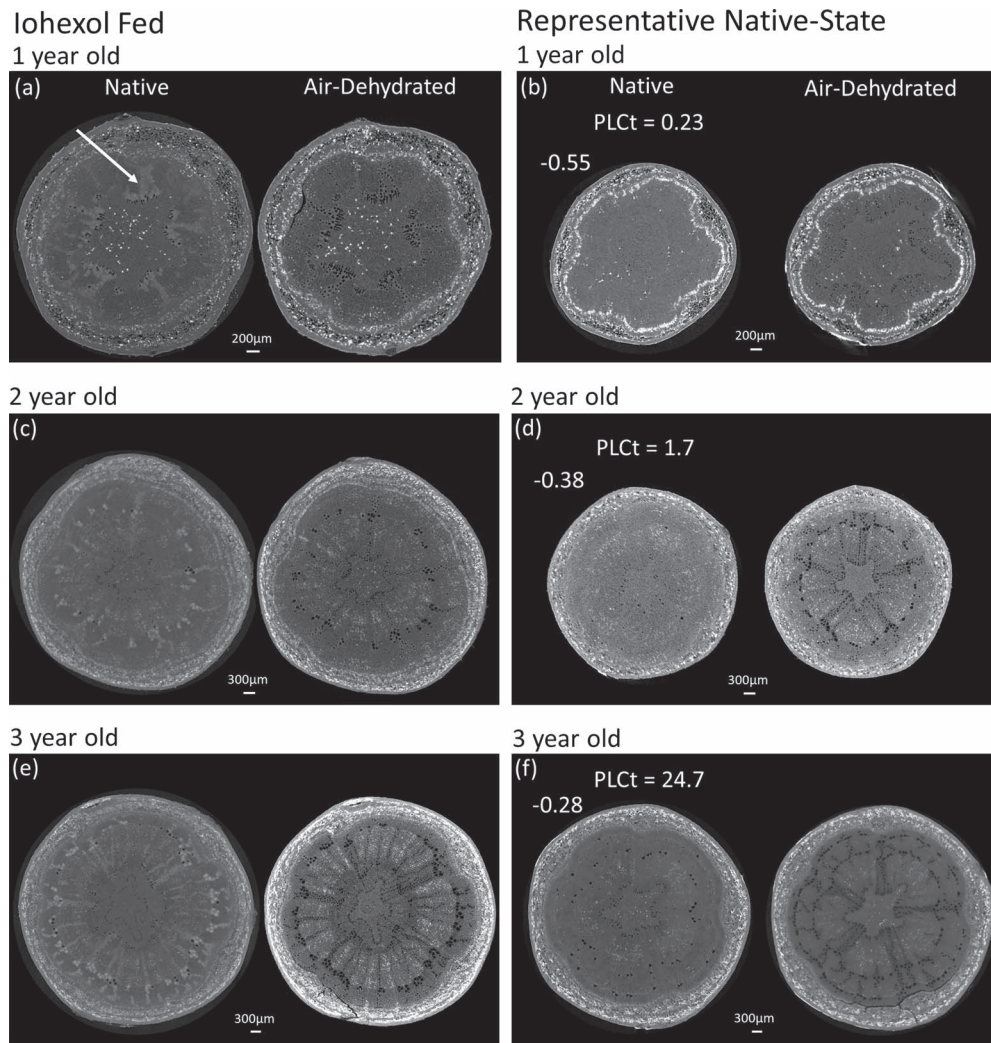 Iohexol Fed
Representative Native-State
1 year old
1 year old
(a)
Native
Air-Dehydrated
200µm
(b)
Native
Air-Dehydrated
PLCt = 0.23
-0.55
200µm
2 year old
2 year old
(c)
300µm
(d)
PLCt = 1.7
-0.38
300µm
3 year old
3 year old
(e)
300µm
(f)
PLCt = 24.7
-0.28
300µm